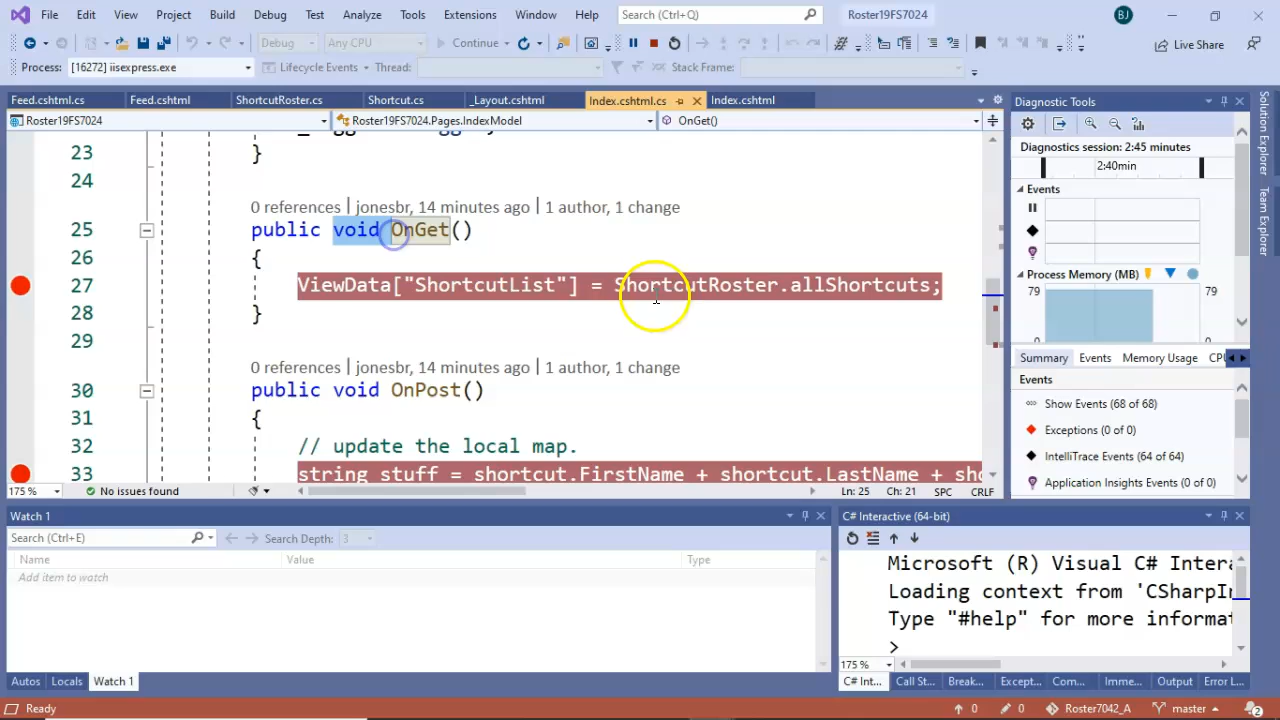 File Edit View Project Build Debug Test Analyze Tools Extensions Window Help Search (Ctrl+Q) Roster19FS7024 BJ
Debug Any CPU Continue Live Share
Process: [16272] iisexpress.exe Lifecycle Events Thread: Stack Frame:
Feed.cshtml.cs Feed.cshtml ShortcutRoster.cs Shortcut.cs _Layout.cshtml Index.cshtml.cs Index.cshtml
Roster19FS7024 Roster19FS7024.Pages.IndexModel OnGet()
23 }
24
0 references | jonesbr, 14 minutes ago | 1 author, 1 change
25 public void OnGet()
26 {
27 ViewData["ShortcutList"] = ShortcutRoster.allShortcuts;
28 }
29
0 references | jonesbr, 14 minutes ago | 1 author, 1 change
30 public void OnPost()
31 {
32 // update the local map.
33 string stuff = shortcut.FirstName + shortcut.LastName + sho
175 % No issues found Ln: 25 Ch: 21 SPC CRLF
Diagnostic Tools
Diagnostics session: 2:45 minutes
2:40min
Events
Process Memory (MB)
79 79
0
Summary Events Memory Usage CPU
Events
Show Events (68 of 68)
Exceptions (0 of 0)
IntelliTrace Events (64 of 64)
Application Insights Events (0 of 0)
Solution Explorer
Team Explorer
Watch 1
Search (Ctrl+E) Search Depth: 3
Name Value Type
Add item to watch
Autos Locals Watch 1
C# Interactive (64-bit)
Microsoft (R) Visual C# Intera
Loading context from 'CSharpIn
Type "#help" for more informat
>
175 %
C# Int... Call St... Break... Except... Com... Imme... Output Error L...
Ready 0 0 Roster7042_A master 2